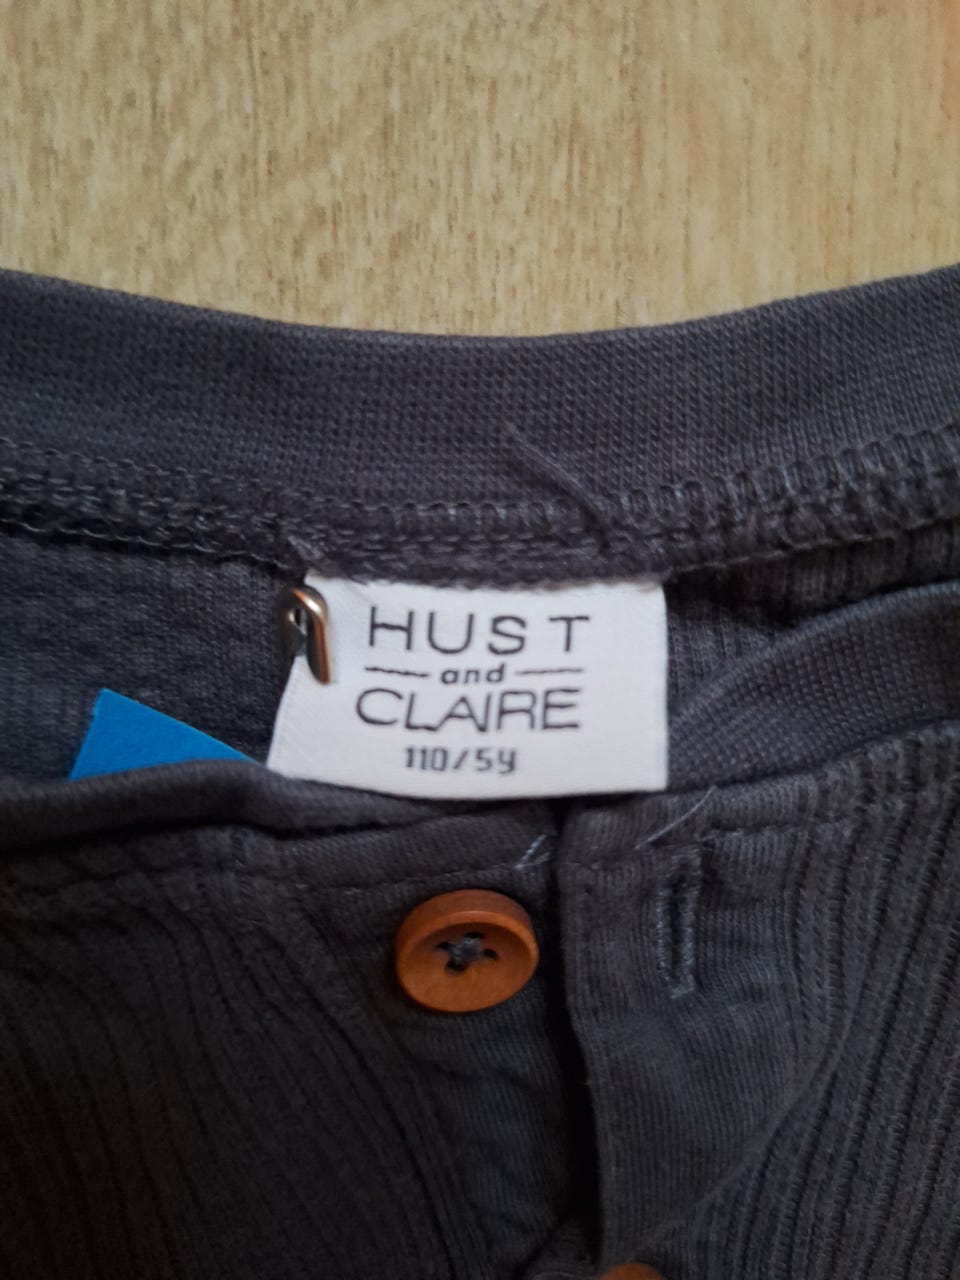 HUST
and
CLAIRE
110/5y